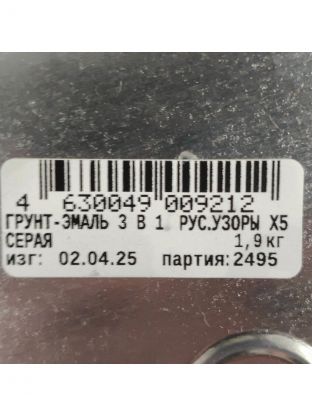 4 630049 009212
ГРУНТ-ЭМАЛЬ 3 В 1 РУС.УЗОРЫ Х5
СЕРАЯ 1,9кг
изг: 02.04.25 партия:2495